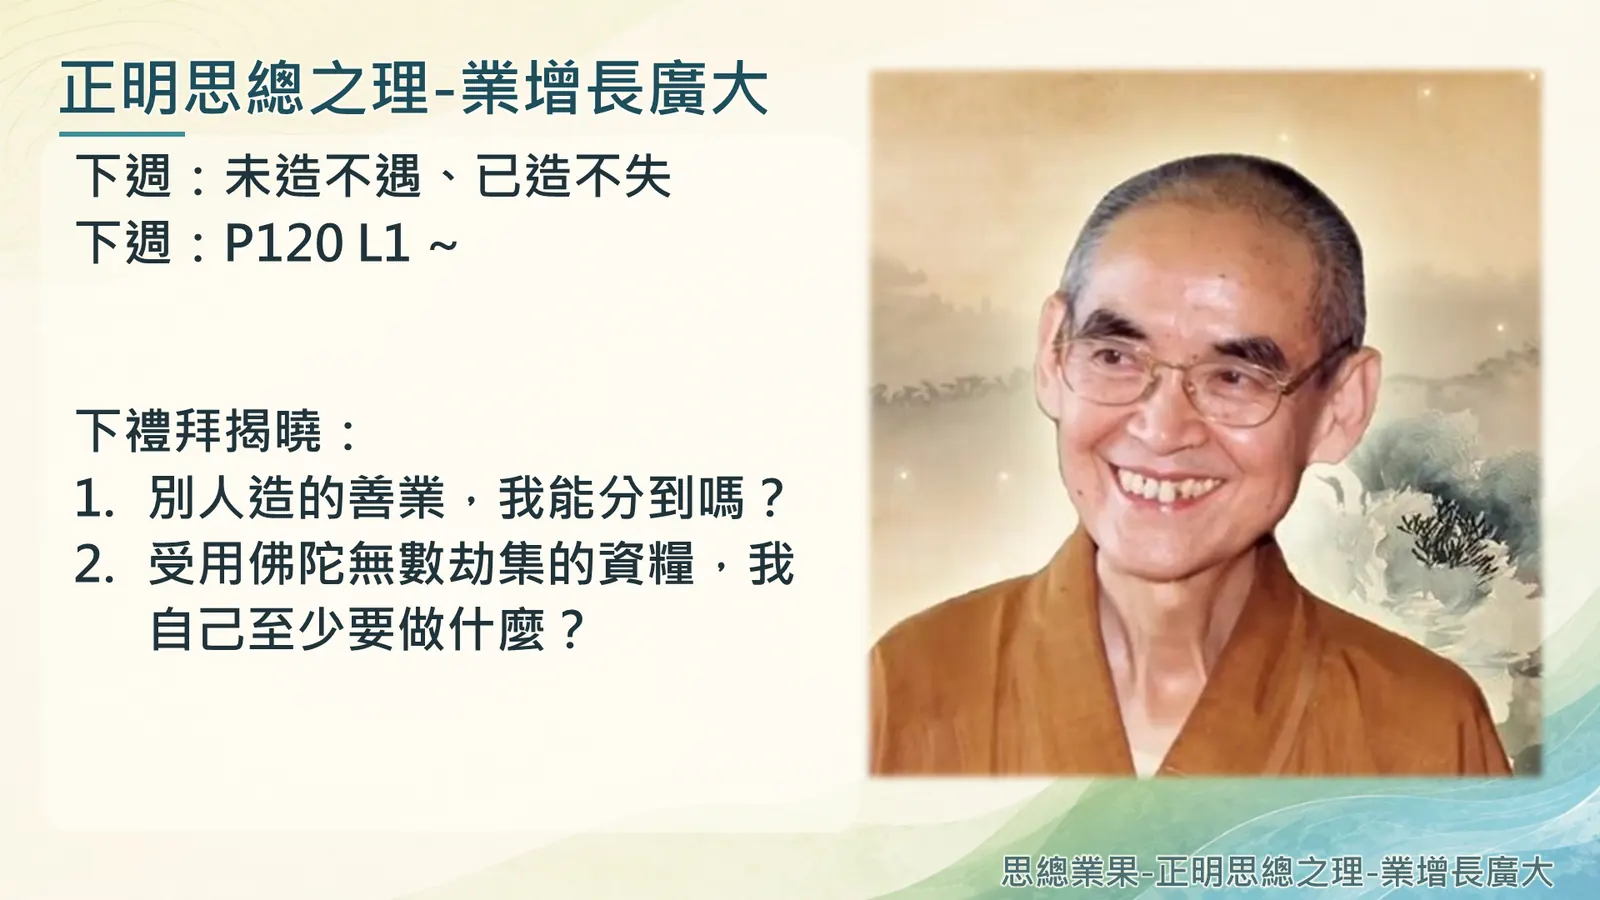 正明思總之理-業增長廣大
下週：未造不遇、已造不失
下週：P120 L1 ~
下禮拜揭曉：
1. 別人造的善業，我能分到嗎？
2. 受用佛陀無數劫集的資糧，我
自己至少要做什麼？
思總業果-正明思總之理-業增長廣大